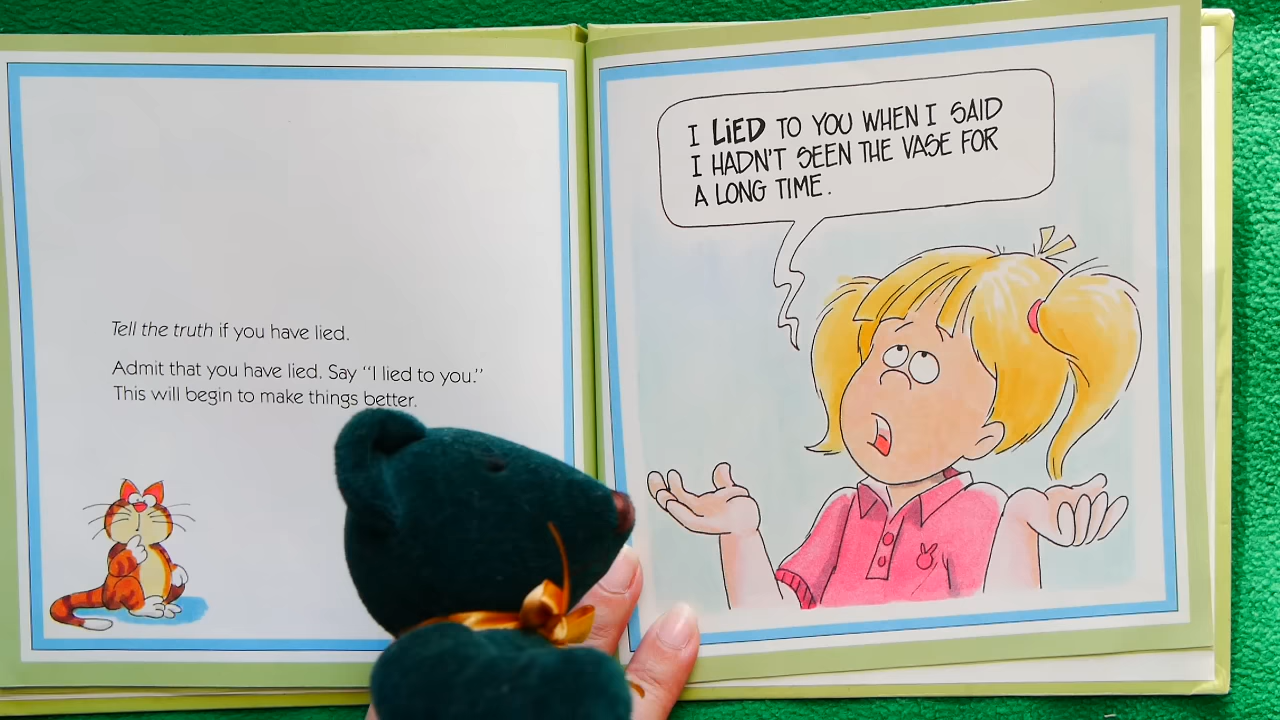 Tell the truth if you have lied.
Admit that you have lied. Say “I lied to you.”
This will begin to make things better.
I LiED TO YOU WHEN I SAID
I HADN'T SEEN THE VASE FOR
A LONG TIME.